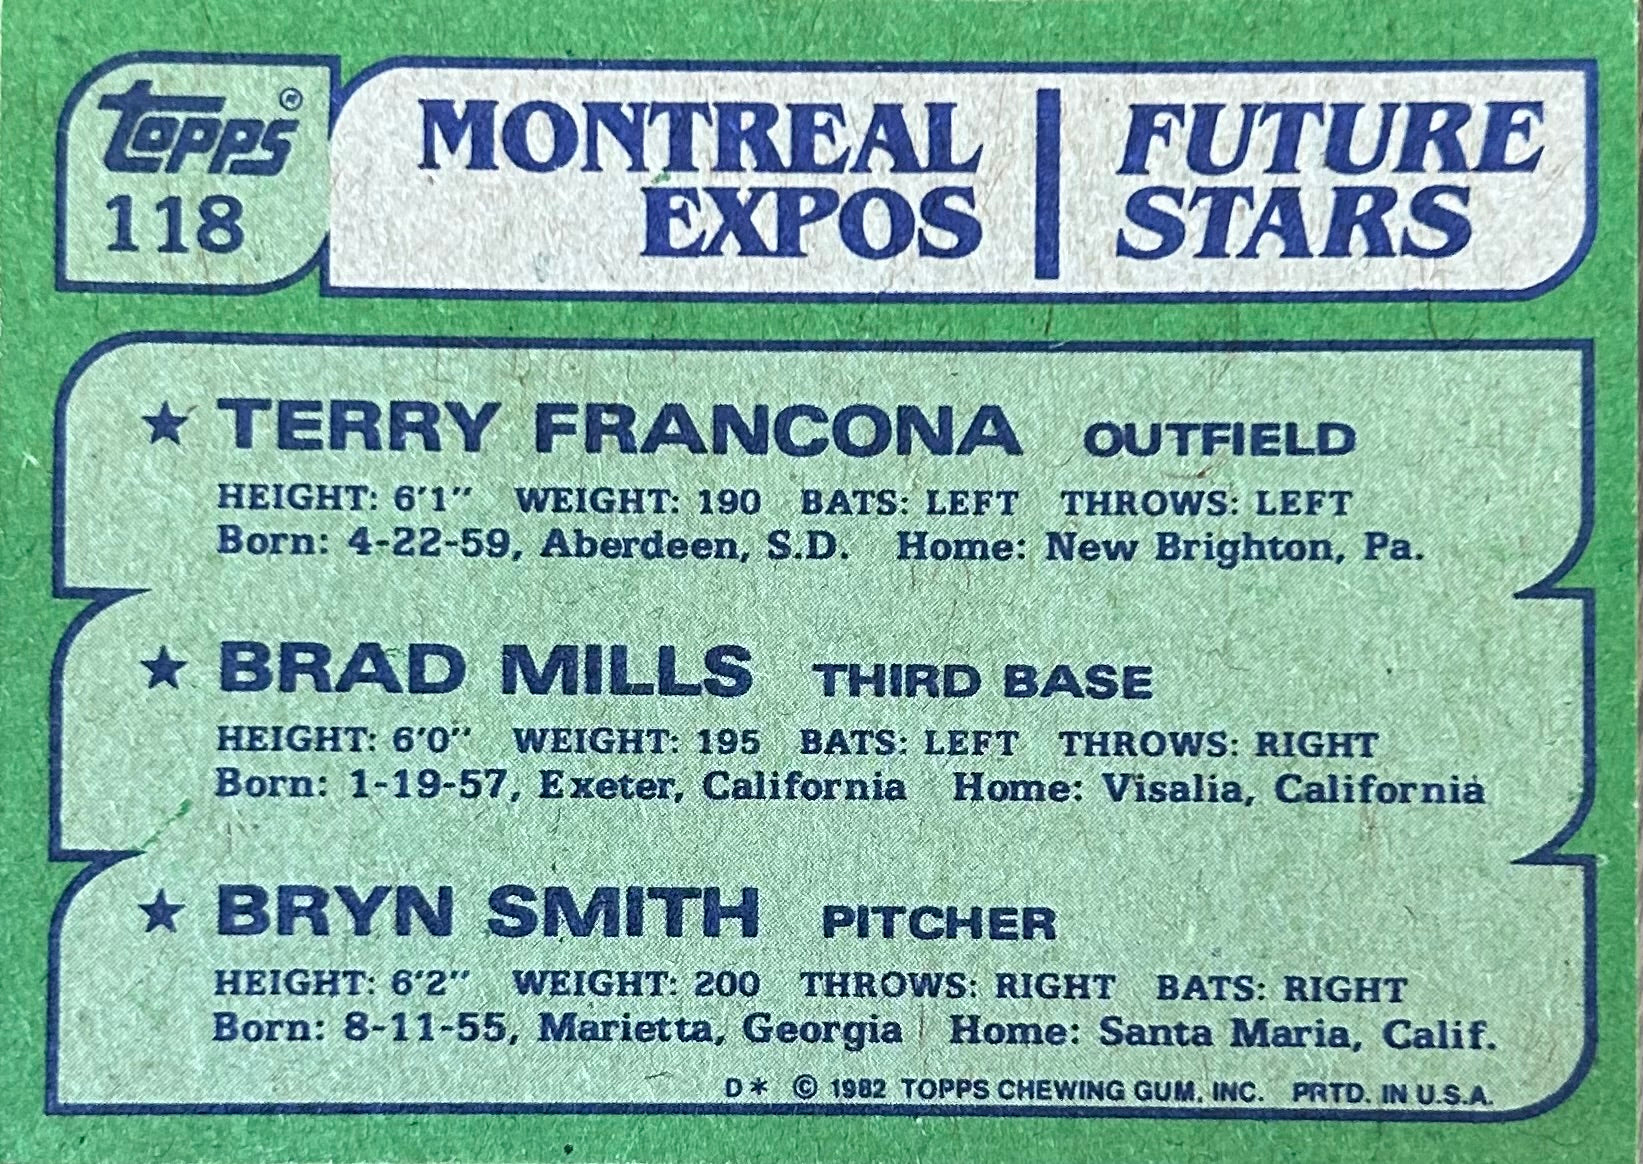 Topps®
118
MONTREAL
EXPOS
FUTURE
STARS
★ TERRY FRANCONA OUTFIELD
HEIGHT: 6'1" WEIGHT: 190 BATS: LEFT THROWS: LEFT
Born: 4-22-59, Aberdeen, S.D. Home: New Brighton, Pa.
★ BRAD MILLS THIRD BASE
HEIGHT: 6'0" WEIGHT: 195 BATS: LEFT THROWS: RIGHT
Born: 1-19-57, Exeter, California Home: Visalia, California
★ BRYN SMITH PITCHER
HEIGHT: 6'2" WEIGHT: 200 THROWS: RIGHT BATS: RIGHT
Born: 8-11-55, Marietta, Georgia Home: Santa Maria, Calif.
D* © 1982 TOPPS CHEWING GUM, INC. PRTD. IN U.S.A.